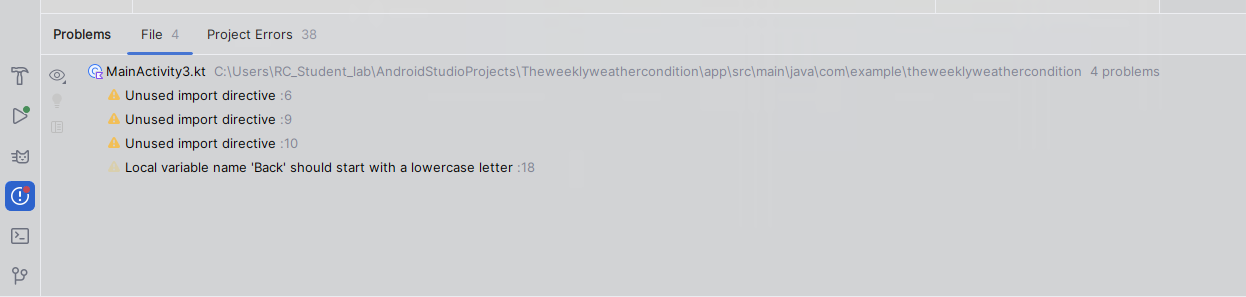 Problems File 4 Project Errors 38
MainActivity3.kt C:\Users\RC_Student_lab\AndroidStudioProjects\Theweeklyweathercondition\app\src\main\java\com\example\theweeklyweathercondition 4 problems
Unused import directive :6
Unused import directive :9
Unused import directive :10
Local variable name 'Back' should start with a lowercase letter :18